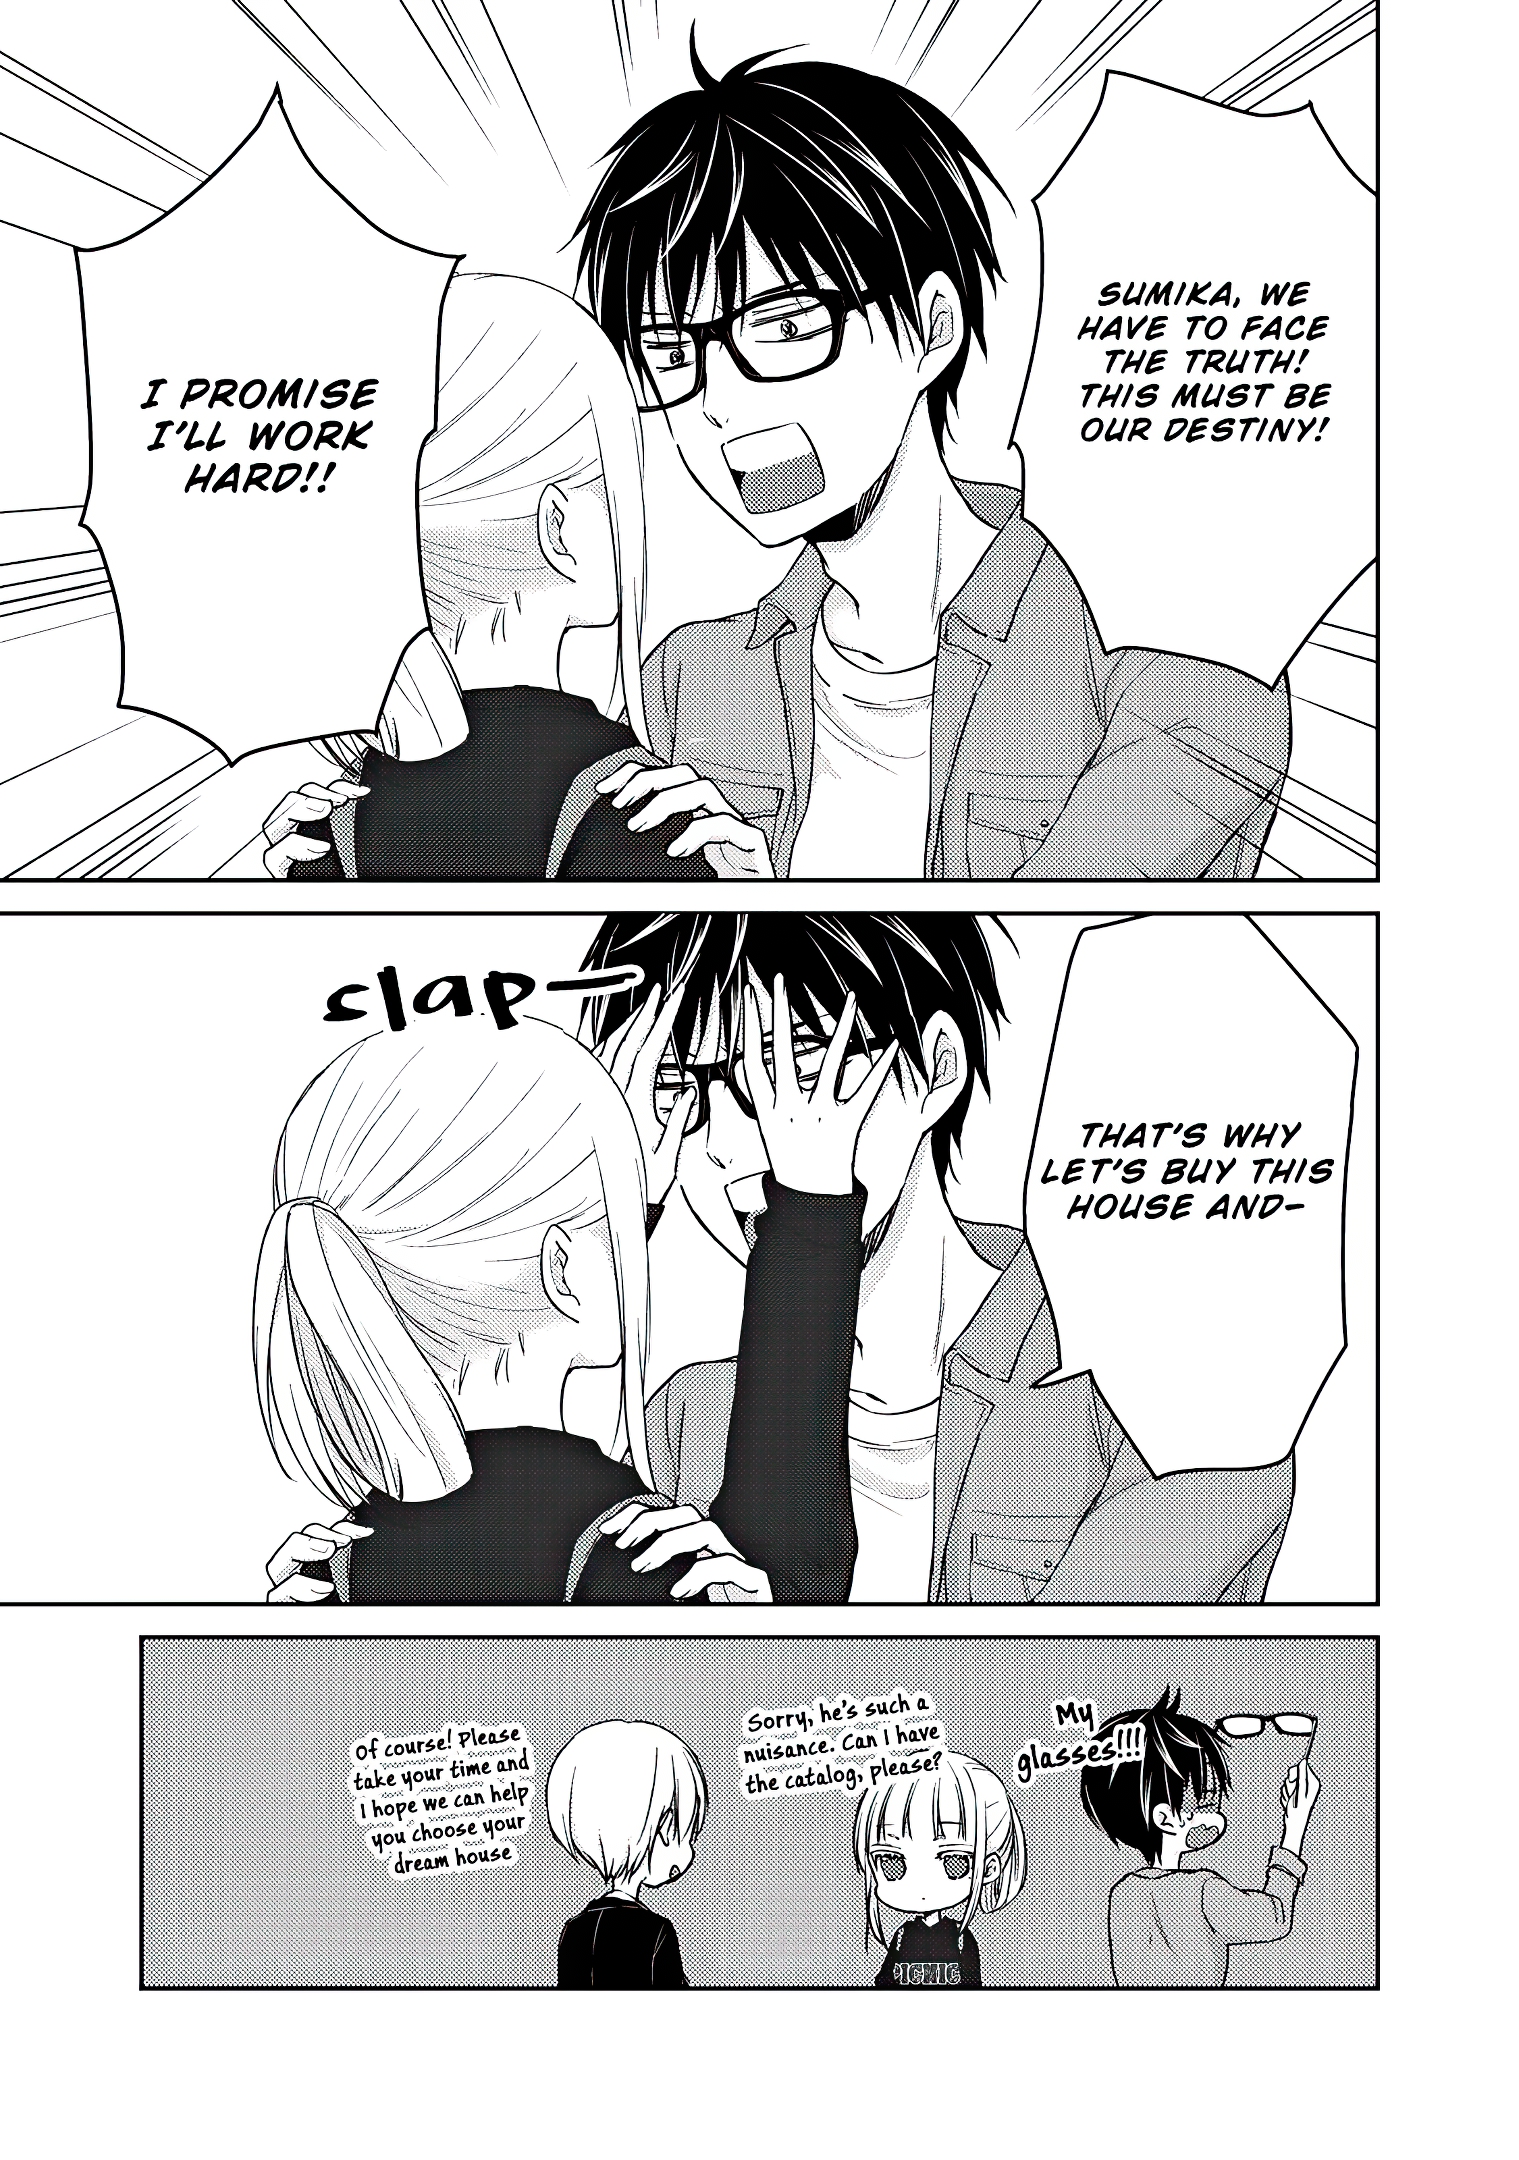 SUMIKA, WE
HAVE TO FACE
THE TRUTH!
THIS MUST BE
OUR DESTINY!
I PROMISE
I'LL WORK
HARD!!
THAT'S WHY
LET'S BUY THIS
HOUSE AND-
slap—
My
glasses!!!
Sorry, he's such a
nuisance. Can I have
the catalog, please?
Of course! Please
take your time and
I hope we can help
you choose your
dream house